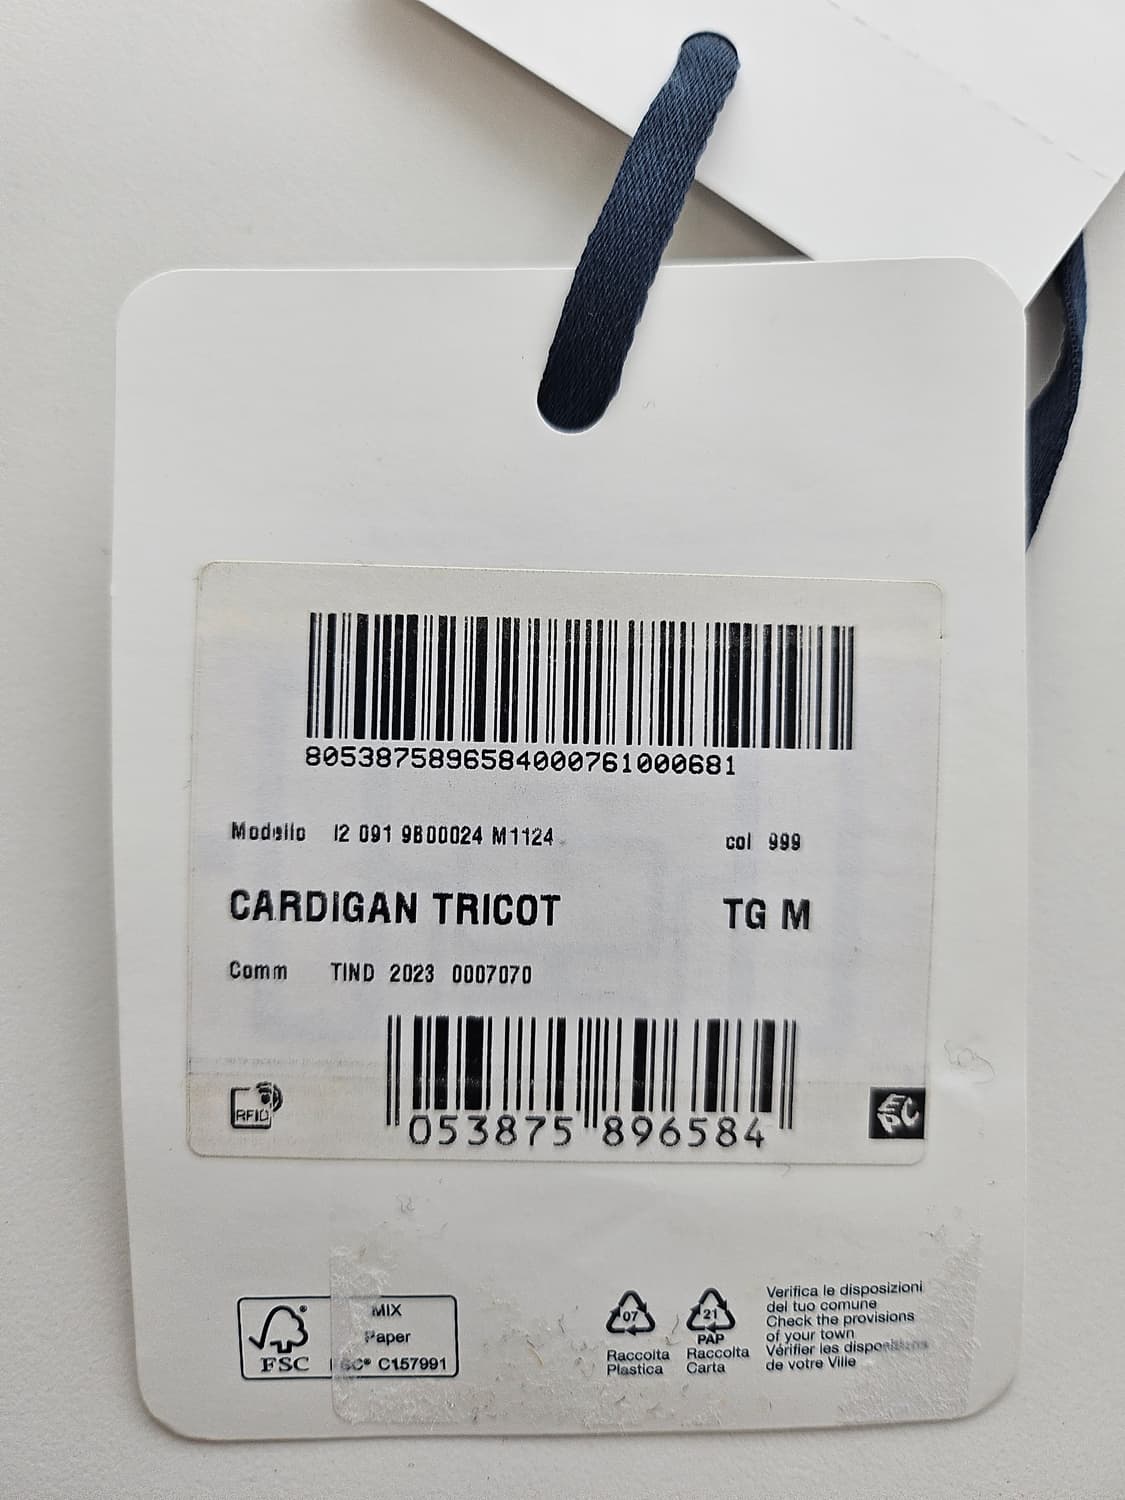 8053875896584000761000681
Modello I2 091 9B00024 M1124
col 999
CARDIGAN TRICOT
TG M
Comm TIND 2023 0007070
RFID
EPC
053875 896584
FSC
MIX
Paper
FSC® C157991
07
Raccolta
Plastica
21
PAP
Raccolta
Carta
Verifica le disposizioni
del tuo comune
Check the provisions
of your town
Vérifier les dispositions
de votre Ville